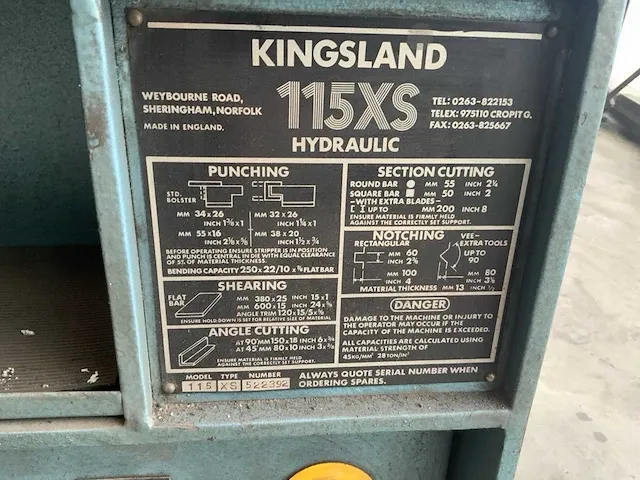 KINGSLAND
WEYBOURNE ROAD,
SHERINGHAM, NORFOLK
MADE IN ENGLAND.
115XS
TEL: 0263-822153
TELEX: 975110 CROPIT G.
FAX: 0263-825667
HYDRAULIC
PUNCHING
STD. BOLSTER
MM 34 x 26 MM 32 x 26
INCH 1⅜ x 1 INCH 1¼ x 1
MM 55 x 16 MM 38 x 20
INCH 2⅛ x ⅝ INCH 1½ x ¾
BEFORE OPERATING ENSURE STRIPPER IS IN POSITION
AND PUNCH IS CENTRAL IN DIE WITH EQUAL CLEARANCE
OF 5% OF MATERIAL THICKNESS.
BENDING CAPACITY 250 x 22/10 x ⅞ FLAT BAR
SHEARING
FLAT BAR
MM 380 x 25 INCH 15 x 1
MM 600 x 15 INCH 24 x ⅝
ANGLE TRIM 120 x 15/5 x ⅝
ENSURE HOLD-DOWN IS SET FOR RELATIVE SIZE OF MATERIAL
ANGLE CUTTING
AT 90° MM 150 x 18 INCH 6 x ¾
AT 45° MM 80 x 10 INCH 3 x ⅜
ENSURE MATERIAL IS FIRMLY HELD
AGAINST THE CORRECTLY SET SUPPORT.
SECTION CUTTING
ROUND BAR MM 55 INCH 2¼
SQUARE BAR MM 50 INCH 2
-WITH EXTRA BLADES-
UP TO MM 200 INCH 8
ENSURE MATERIAL IS FIRMLY HELD
AGAINST THE CORRECTLY SET SUPPORT.
NOTCHING
RECTANGULAR VEE-
EXTRA TOOLS
MM 60
INCH 2⅜
UP TO
90
MM 100
INCH 4
MM 80
INCH 3⅛
MATERIAL THICKNESS MM 13 INCH ½
DANGER
DAMAGE TO THE MACHINE OR INJURY TO
THE OPERATOR MAY OCCUR IF THE
CAPACITY OF THE MACHINE IS EXCEEDED.
ALL CAPACITIES ARE CALCULATED USING
MATERIAL STRENGTH OF
45KG/MM² 28 TON/IN²
MODEL TYPE NUMBER
115 XS 522392
ALWAYS QUOTE SERIAL NUMBER WHEN
ORDERING SPARES.